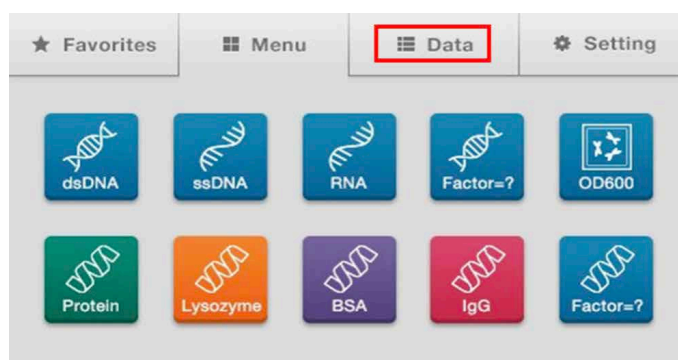 Favorites
Menu
Data
Setting
dsDNA
ssDNA
RNA
Factor=?
OD600
Protein
Lysozyme
BSA
IgG
Factor=?